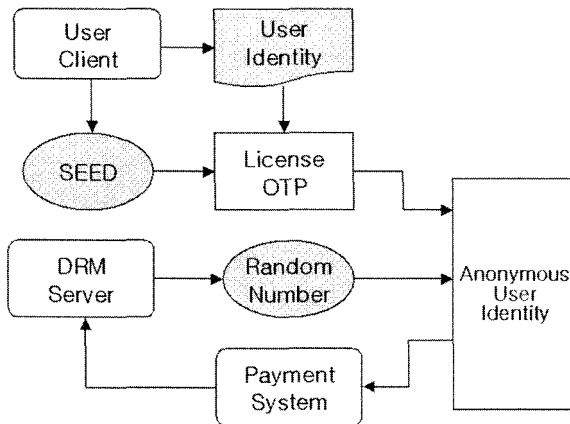 User
Client
User
Identity
SEED
License
OTP
DRM
Server
Random
Number
Anonymous
User
Identity
Payment
System